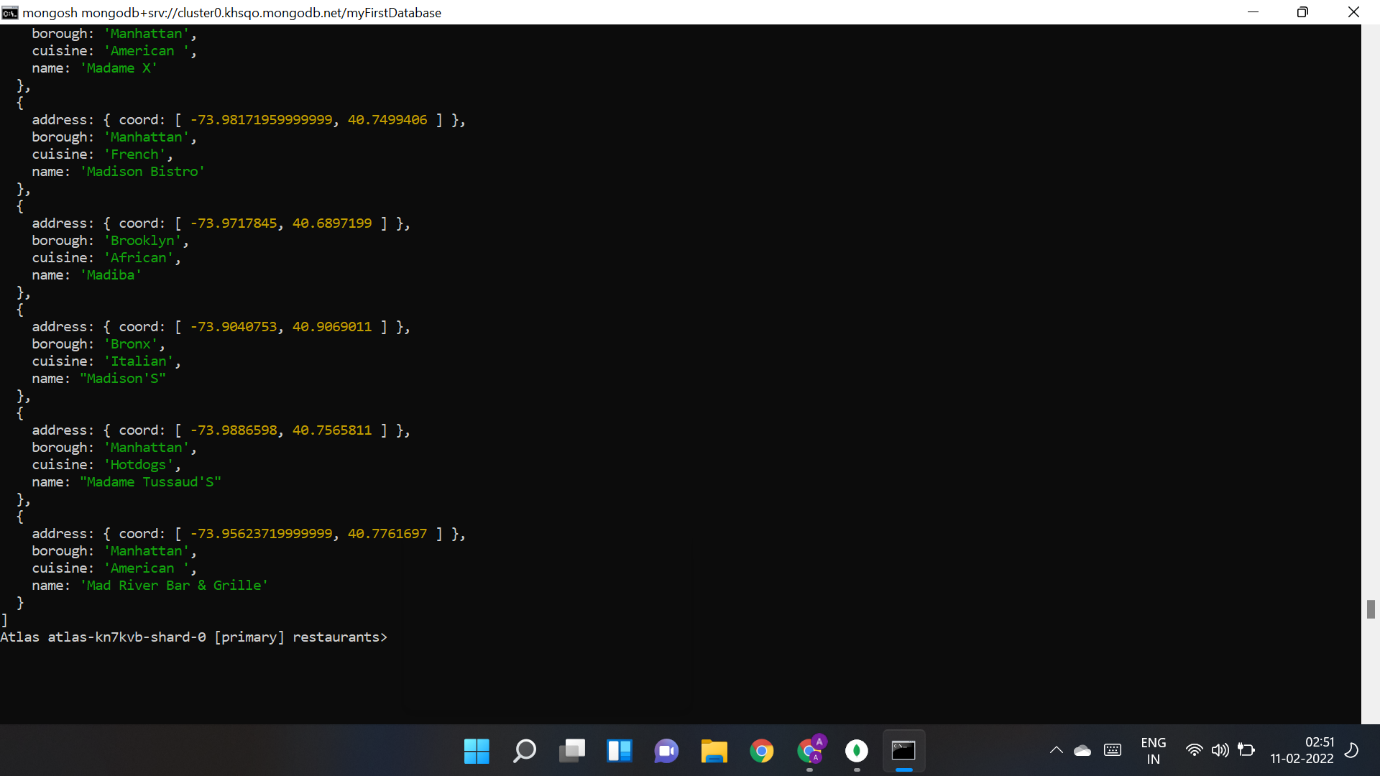 mongosh mongodb+srv://cluster0.khsqo.mongodb.net/myFirstDatabase
borough: 'Manhattan',
cuisine: 'American ',
name: 'Madame X'
},
{
address: { coord: [ -73.98171959999999, 40.7499406 ] },
borough: 'Manhattan',
cuisine: 'French',
name: 'Madison Bistro'
},
{
address: { coord: [ -73.9717845, 40.6897199 ] },
borough: 'Brooklyn',
cuisine: 'African',
name: 'Madiba'
},
{
address: { coord: [ -73.9040753, 40.9069011 ] },
borough: 'Bronx',
cuisine: 'Italian',
name: "Madison'S"
},
{
address: { coord: [ -73.9886598, 40.7565811 ] },
borough: 'Manhattan',
cuisine: 'Hotdogs',
name: "Madame Tussaud'S"
},
{
address: { coord: [ -73.95623719999999, 40.7761697 ] },
borough: 'Manhattan',
cuisine: 'American ',
name: 'Mad River Bar & Grille'
}
]
Atlas atlas-kn7kvb-shard-0 [primary] restaurants>
A
A
ENG
IN
02:51
11-02-2022